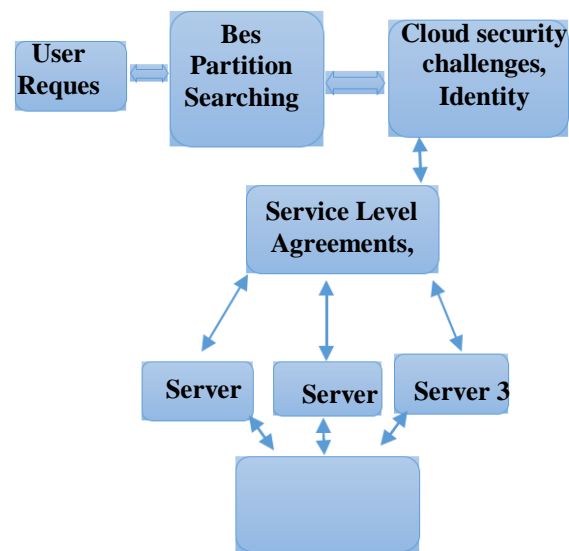 User
Reques
Bes
Partition
Searching
Cloud security
challenges,
Identity
Service Level
Agreements,
Server
Server
Server 3